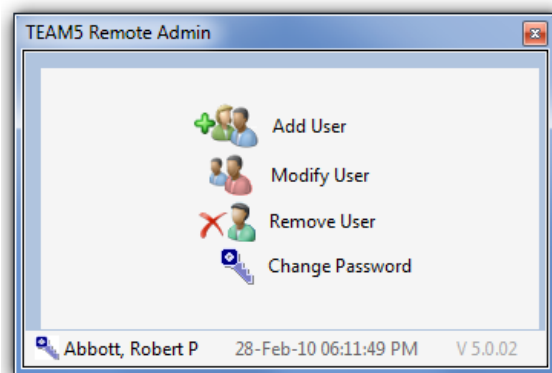 TEAM5 Remote Admin
Add User
Modify User
Remove User
Change Password
Abbott, Robert P 28-Feb-10 06:11:49 PM V 5.0.02